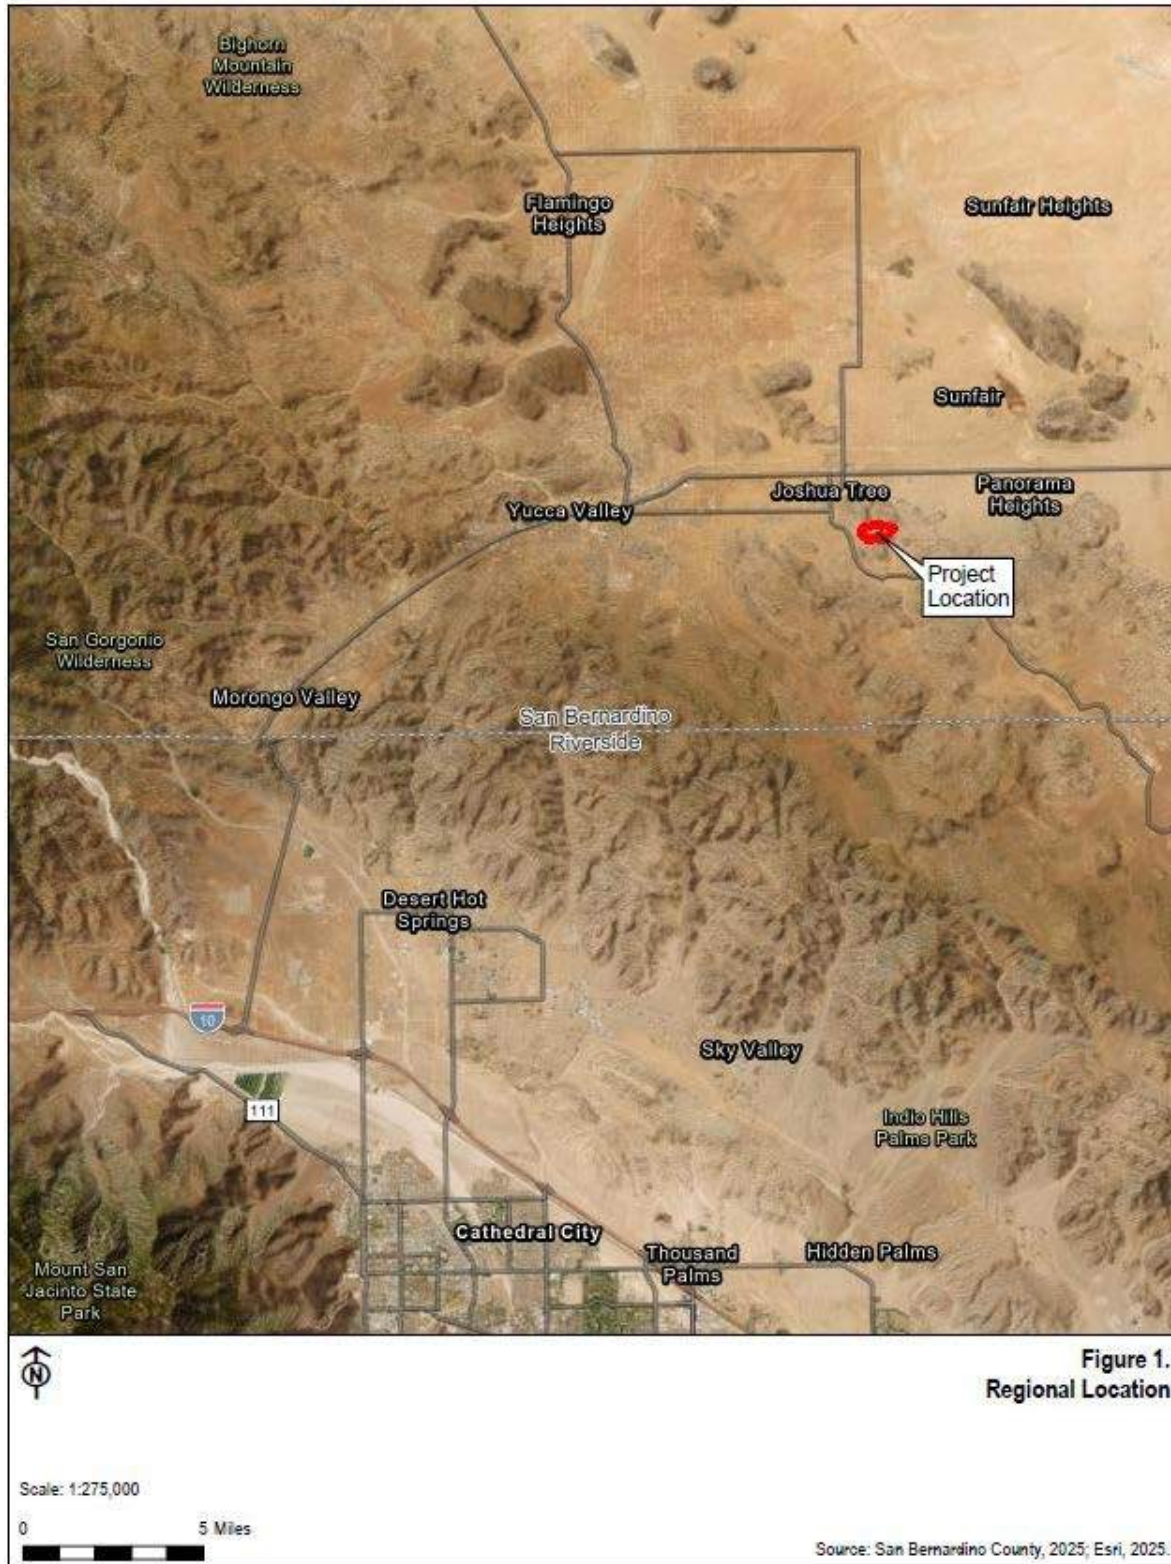 Bighorn
Mountain
Wilderness
Flamingo
Heights
Sunfair Heights
Sunfair
Joshua Tree
Panorama
Heights
Yucca Valley
Project
Location
San Gorgonio
Wilderness
Morongo Valley
San Bernardino
Riverside
Desert Hot
Springs
10
Sky Valley
111
Indio Hills
Palms Park
Cathedral City
Thousand
Palms
Hidden Palms
Mount San
Jacinto State
Park
N
Figure 1.
Regional Location
Scale: 1:275,000
0 5 Miles
Source: San Bernardino County, 2025; Esri, 2025.